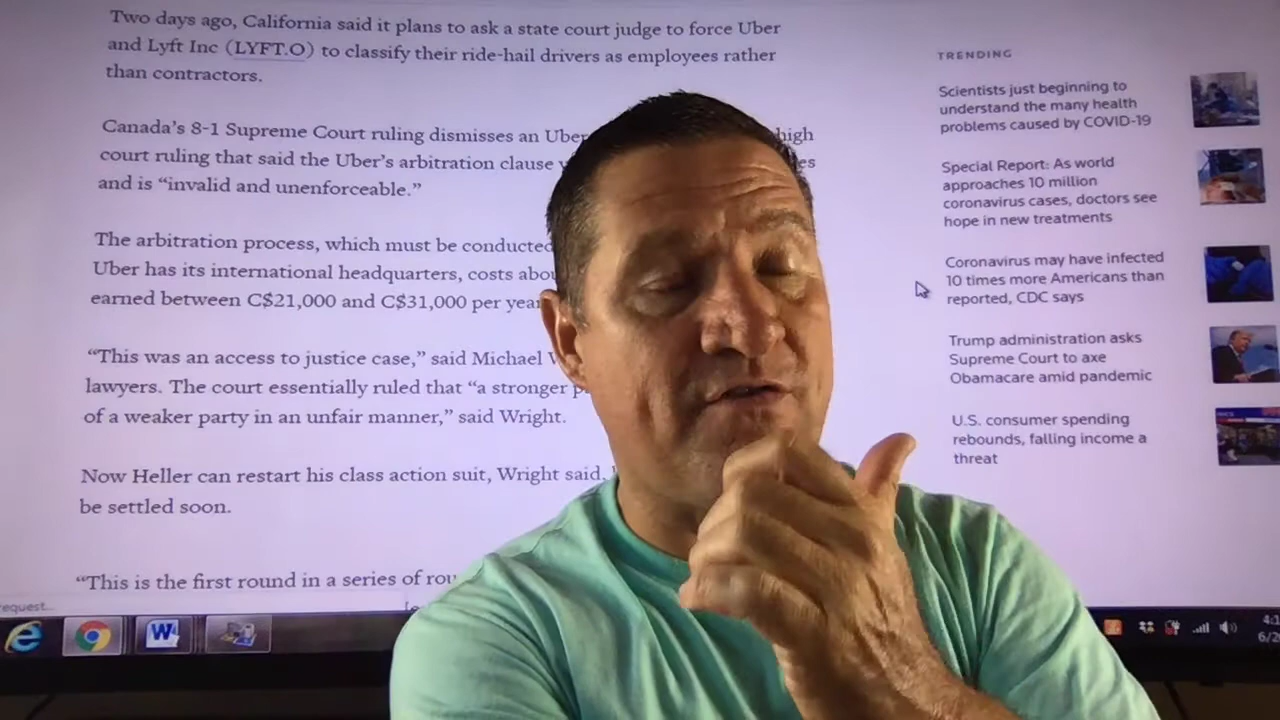 Two days ago, California said it plans to ask a state court judge to force Uber
and Lyft Inc (LYFT.O) to classify their ride-hail drivers as employees rather
than contractors.
Canada's 8-1 Supreme Court ruling dismisses an Uber high
court ruling that said the Uber's arbitration clause
and is “invalid and unenforceable.”
The arbitration process, which must be conducted
Uber has its international headquarters, costs
earned between C$21,000 and C$31,000 per
“This was an access to justice case,” said Michael
lawyers. The court essentially ruled that “a stronger
of a weaker party in an unfair manner,” said Wright.
Now Heller can restart his class action suit, Wright said,
be settled soon.
“This is the first round in a series of
request...
TRENDING
Scientists just beginning to
understand the many health
problems caused by COVID-19
Special Report: As world
approaches 10 million
coronavirus cases, doctors see
hope in new treatments
Coronavirus may have infected
10 times more Americans than
reported, CDC says
Trump administration asks
Supreme Court to axe
Obamacare amid pandemic
U.S. consumer spending
rebounds, falling income a
threat
W